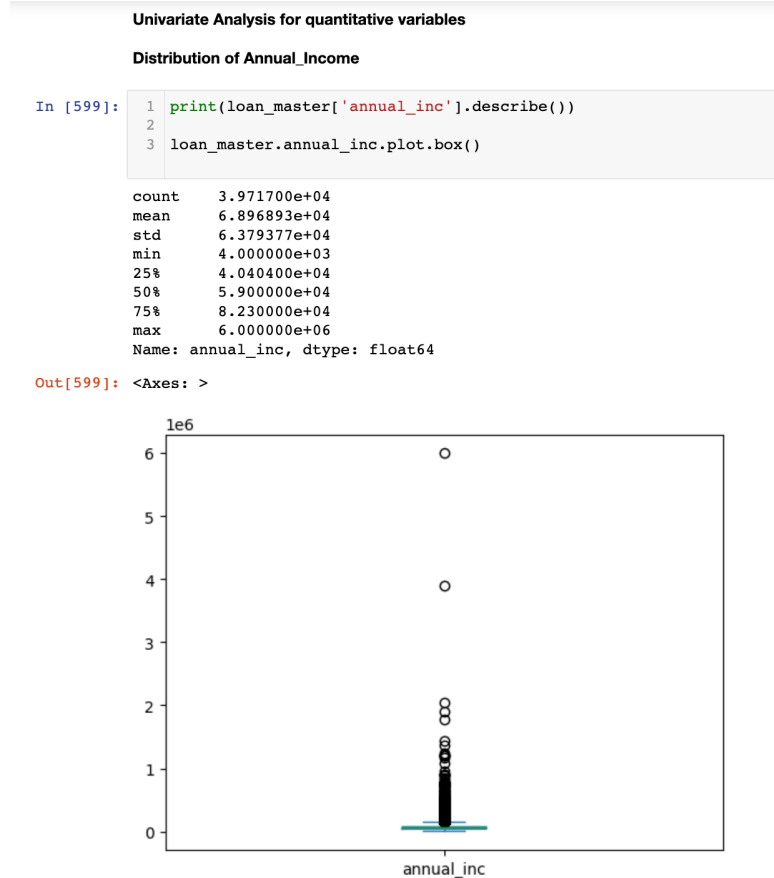 Univariate Analysis for quantitative variables
Distribution of Annual_Income
In [599]:
1 print(loan_master['annual_inc'].describe())
2
3 loan_master.annual_inc.plot.box()
count 3.971700e+04
mean 6.896893e+04
std 6.379377e+04
min 4.000000e+03
25% 4.040400e+04
50% 5.900000e+04
75% 8.230000e+04
max 6.000000e+06
Name: annual_inc, dtype: float64
Out[599]: <Axes: >
1e6
6
5
4
3
2
1
0
annual_inc